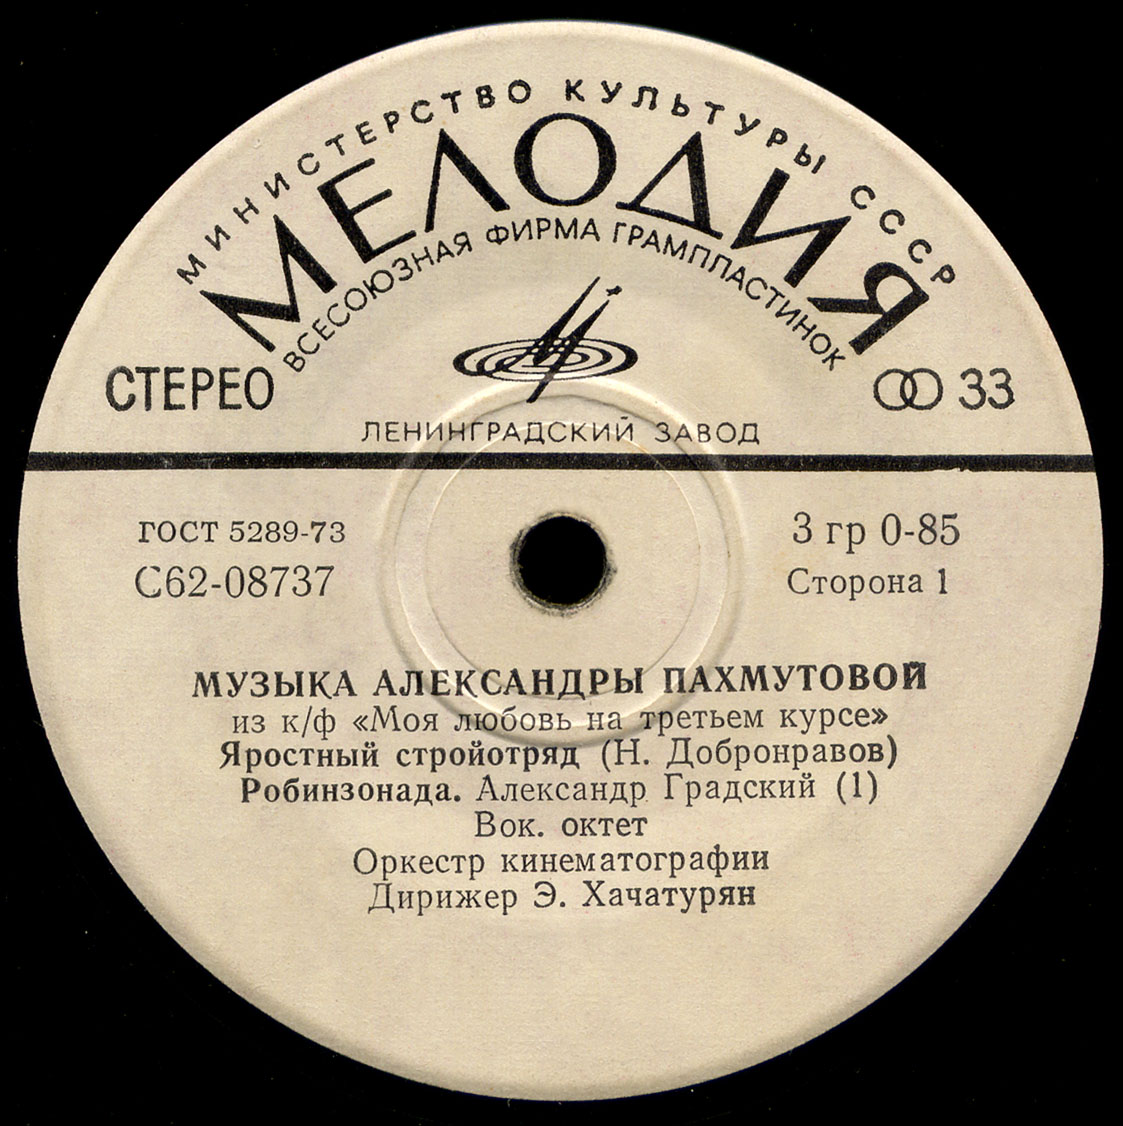 МИНИСТЕРСТВО КУЛЬТУРЫ СССР
МЕЛОДИЯ
ВСЕСОЮЗНАЯ ФИРМА ГРАМПЛАСТИНОК
СТЕРЕО
33
ЛЕНИНГРАДСКИЙ ЗАВОД
ГОСТ 5289-73
3 гр 0-85
С62-08737
Сторона 1
МУЗЫКА АЛЕКСАНДРЫ ПАХМУТОВОЙ
из к/ф «Моя любовь на третьем курсе»
Яростный стройотряд (Н. Добронравов)
Робинзонада. Александр Градский (1)
Вок. октет
Оркестр кинематографии
Дирижер Э. Хачатурян